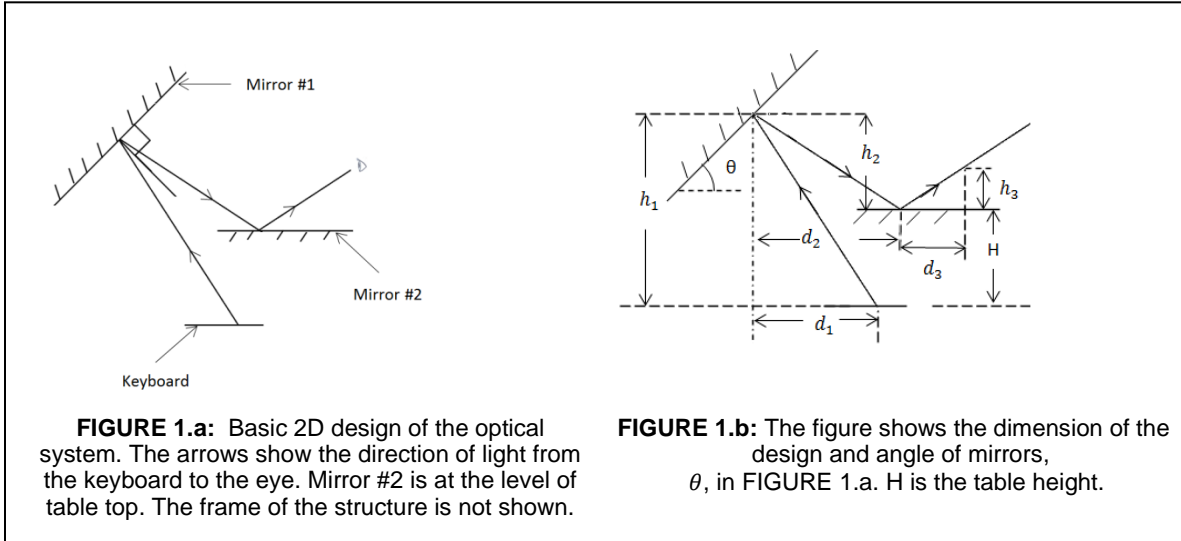 Mirror #1
Mirror #2
Keyboard
FIGURE 1.a: Basic 2D design of the optical
system. The arrows show the direction of light from
the keyboard to the eye. Mirror #2 is at the level of
table top. The frame of the structure is not shown.
θ
h₁
h₂
h₃
d₂
H
d₃
d₁
FIGURE 1.b: The figure shows the dimension of the
design and angle of mirrors,
θ, in FIGURE 1.a. H is the table height.